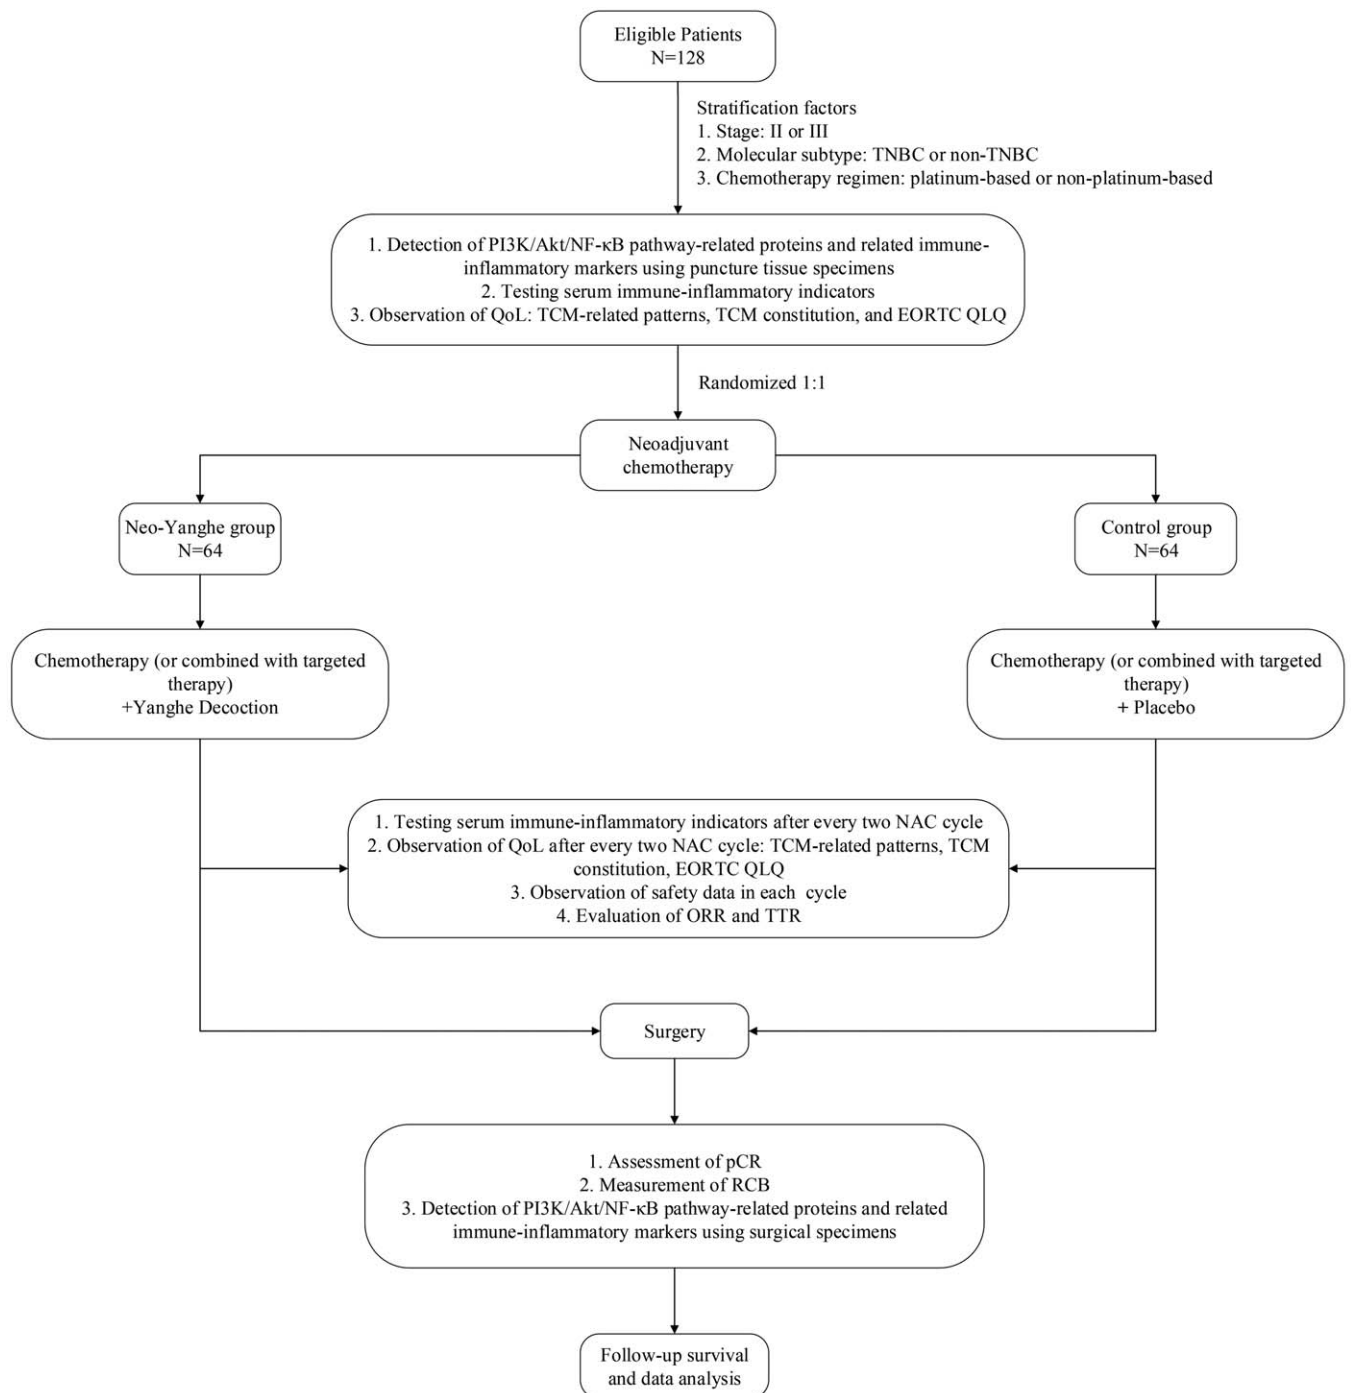 Eligible Patients
N=128
Stratification factors
1. Stage: II or III
2. Molecular subtype: TNBC or non-TNBC
3. Chemotherapy regimen: platinum-based or non-platinum-based
1. Detection of PI3K/Akt/NF-κB pathway-related proteins and related immune-
inflammatory markers using puncture tissue specimens
2. Testing serum immune-inflammatory indicators
3. Observation of QoL: TCM-related patterns, TCM constitution, and EORTC QLQ
Randomized 1:1
Neoadjuvant
chemotherapy
Neo-Yanghe group
N=64
Control group
N=64
Chemotherapy (or combined with targeted
therapy)
+Yanghe Decoction
Chemotherapy (or combined with targeted
therapy)
+ Placebo
1. Testing serum immune-inflammatory indicators after every two NAC cycle
2. Observation of QoL after every two NAC cycle: TCM-related patterns, TCM
constitution, EORTC QLQ
3. Observation of safety data in each cycle
4. Evaluation of ORR and TTR
Surgery
1. Assessment of pCR
2. Measurement of RCB
3. Detection of PI3K/Akt/NF-κB pathway-related proteins and related
immune-inflammatory markers using surgical specimens
Follow-up survival
and data analysis